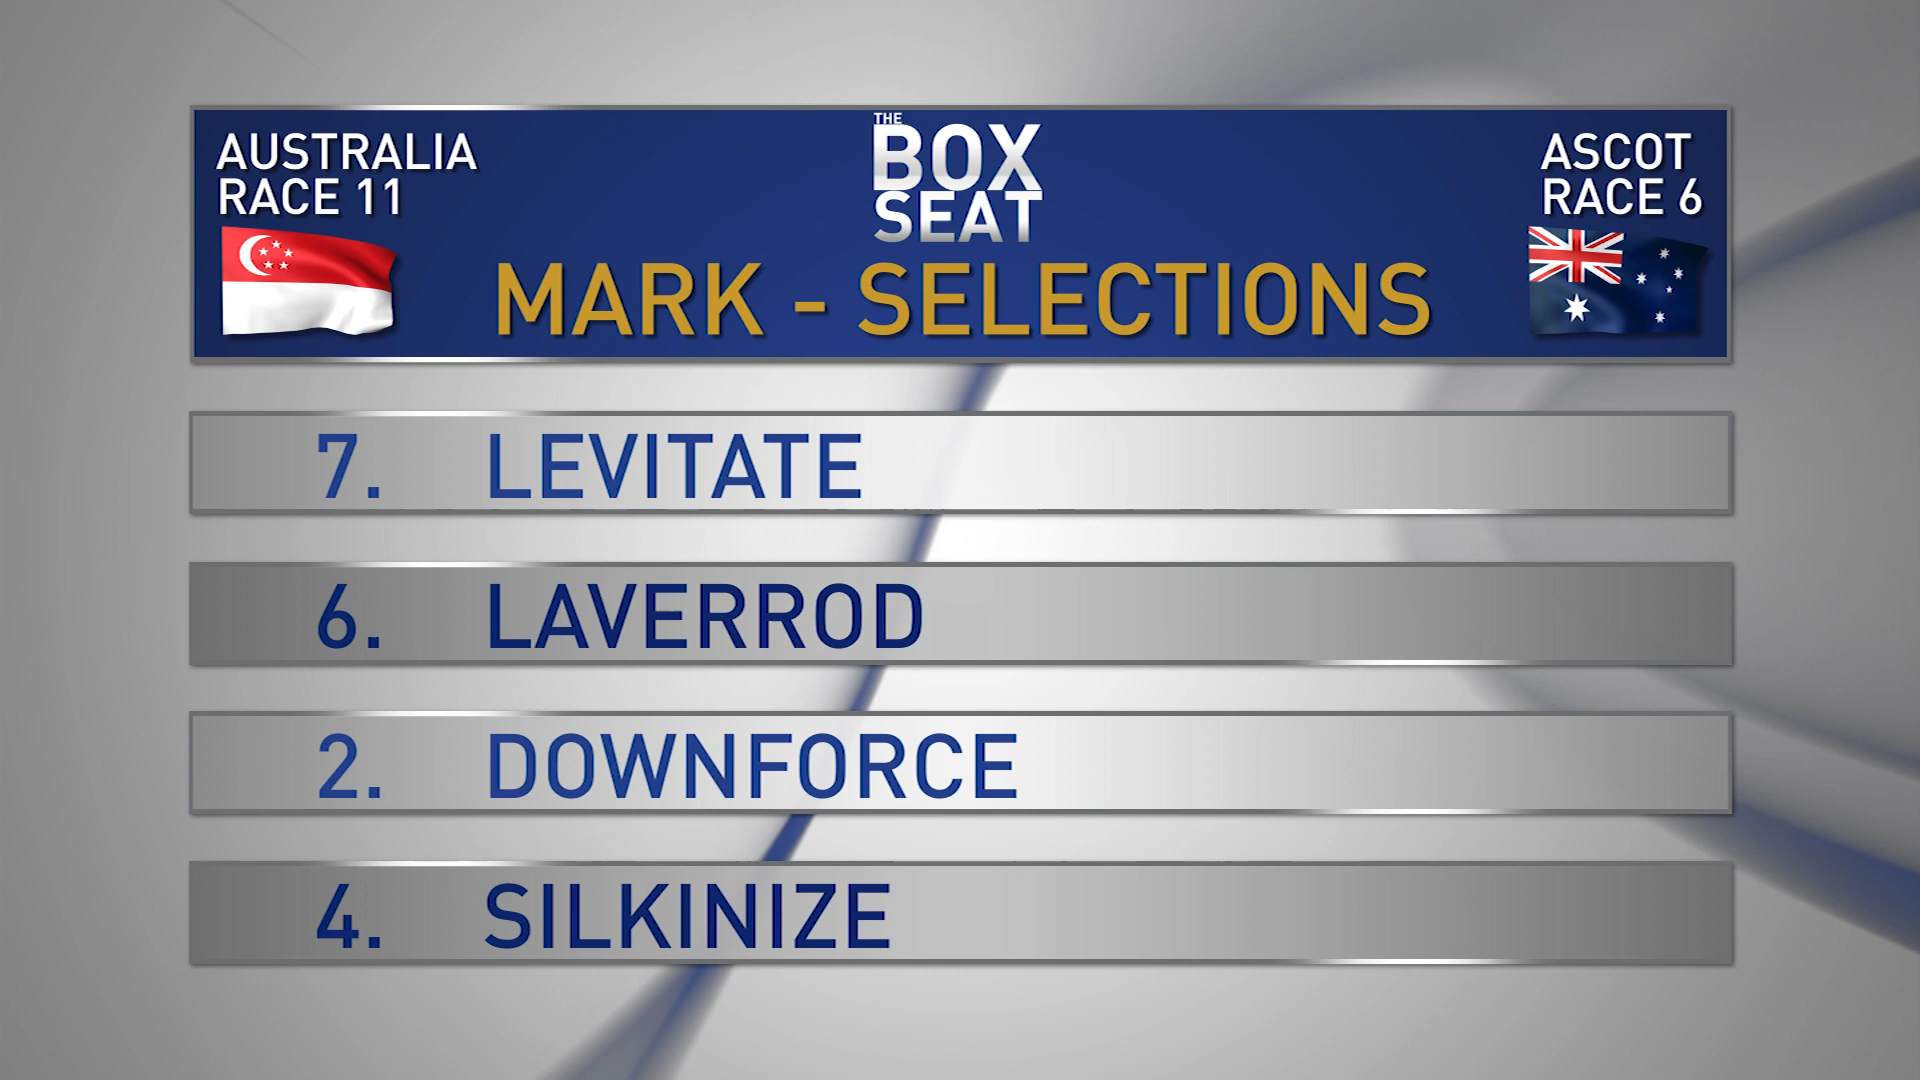 AUSTRALIA
RACE 11
THE
BOX
SEAT
ASCOT
RACE 6
MARK - SELECTIONS
7. LEVITATE
6. LAVERROD
2. DOWNFORCE
4. SILKINIZE